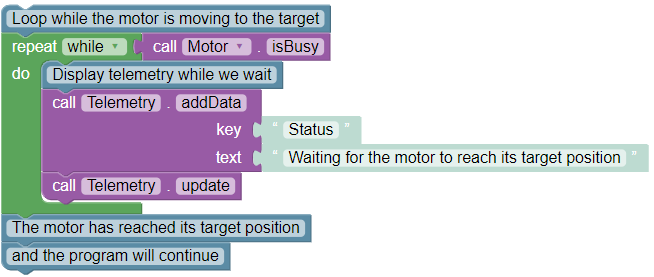 Loop while the motor is moving to the target
repeat while call Motor . isBusy
do Display telemetry while we wait
call Telemetry . addData
key “ Status ”
text “ Waiting for the motor to reach its target position ”
call Telemetry . update
The motor has reached its target position
and the program will continue